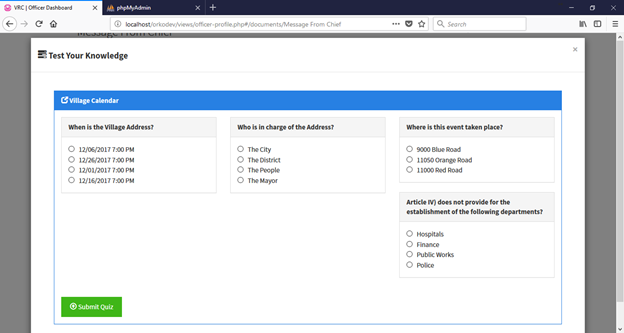 VRC | Officer Dashboard
phpMyAdmin
localhost/orkodev/views/officer-profile.php#/documents/Message From Chief
Search
Message From Chief
Test Your Knowledge
Village Calendar
When is the Village Address?
12/06/2017 7:00 PM
12/26/2017 7:00 PM
12/01/2017 7:00 PM
12/16/2017 7:00 PM
Who is in charge of the Address?
The City
The District
The People
The Mayor
Where is this event taken place?
9000 Blue Road
11050 Orange Road
11000 Red Road
Article IV) does not provide for the
establishment of the following departments?
Hospitals
Finance
Public Works
Police
Submit Quiz